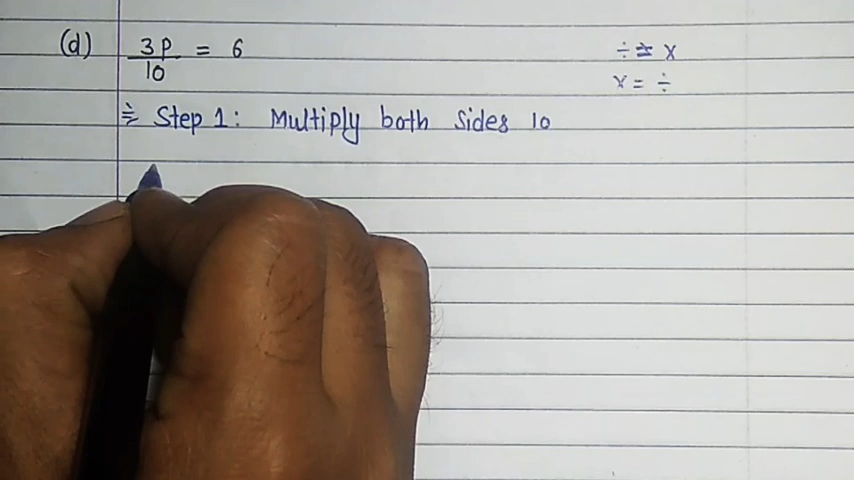 (d) 3P/10 = 6
÷ = x
x = ÷
÷ Step 1: Multiply both sides 10